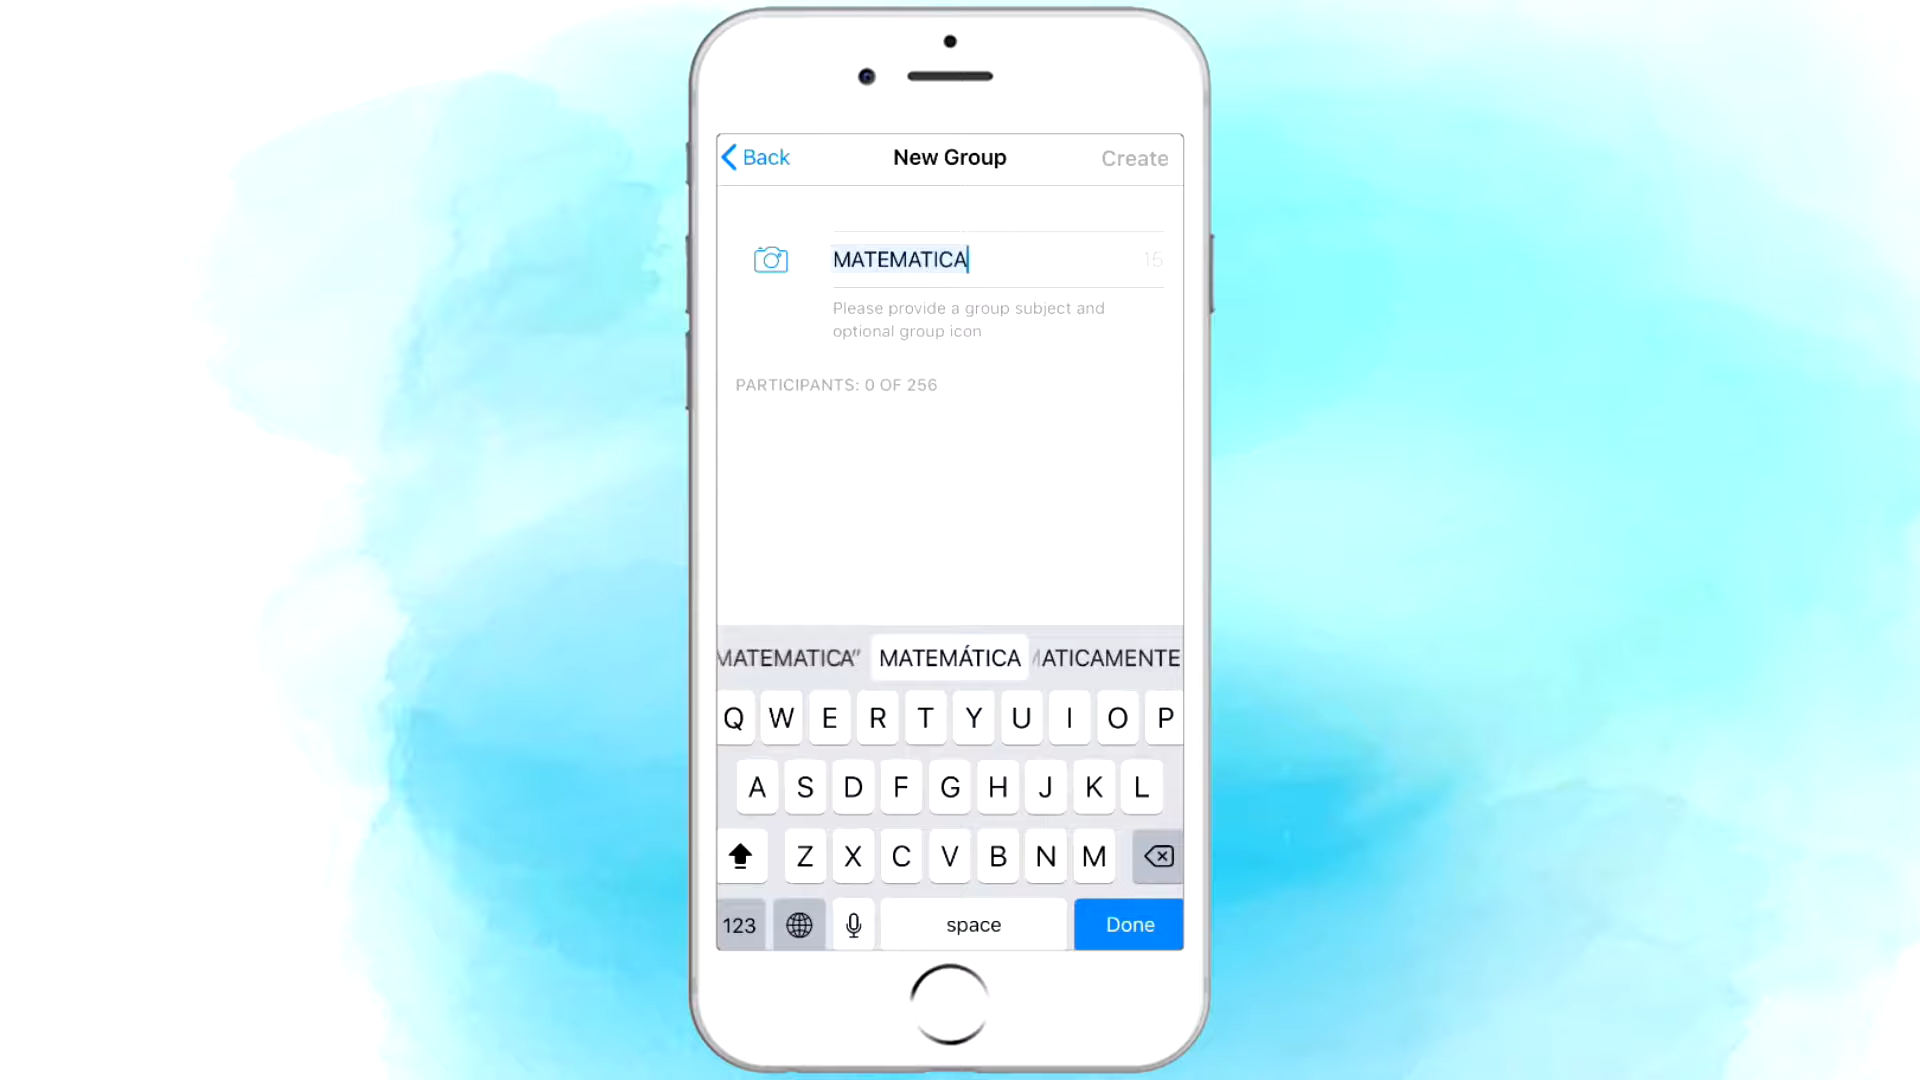 Back
New Group
Create
MATEMATICA
15
Please provide a group subject and
optional group icon
PARTICIPANTS: 0 OF 256
MATEMATICA” MATEMÁTICA ATICAMENTE
Q W E R T Y U I O P
A S D F G H J K L
Z X C V B N M
123 space Done